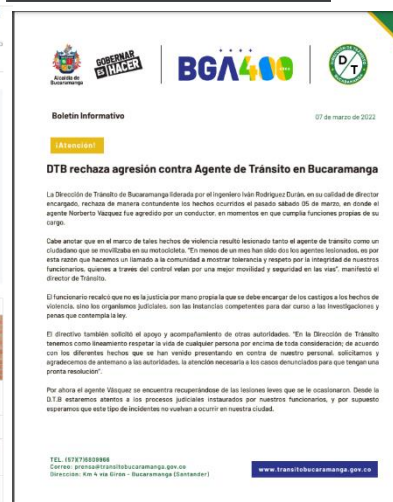 Alcaldía de
Bucaramanga
GOBERNAR
ES HACER
BGA400
DIRECCIÓN DE TRÁNSITO
BUCARAMANGA
D T
Boletín Informativo
07 de marzo de 2022
¡Atención!
DTB rechaza agresión contra Agente de Tránsito en Bucaramanga
La Dirección de Tránsito de Bucaramanga liderada por el ingeniero Iván Rodríguez Durán, en su calidad de director
encargado, rechaza de manera contundente los hechos ocurridos el pasado sábado 05 de marzo, en donde el
agente Norberto Vázquez fue agredido por un conductor, en momentos en que cumplía funciones propias de su
cargo.
Cabe anotar que en el marco de tales hechos de violencia resultó lesionado tanto el agente de tránsito como un
ciudadano que se movilizaba en su motocicleta. "En menos de un mes han sido dos los agentes lesionados, es por
esta razón que hacemos un llamado a la comunidad a mostrar tolerancia y respeto por la integridad de nuestros
funcionarios, quienes a través del control velan por una mejor movilidad y seguridad en las vías". manifestó el
director de Tránsito.
El funcionario recalcó que no es la justicia por mano propia la que se debe encargar de los castigos a los hechos de
violencia, sino los organismos judiciales, son las instancias competentes para dar curso a las investigaciones y
penas que contempla la ley.
El directivo también solicitó el apoyo y acompañamiento de otras autoridades. "En la Dirección de Tránsito
tenemos como lineamiento respetar la vida de cualquier persona por encima de toda consideración; de acuerdo
con los diferentes hechos que se han venido presentando en contra de nuestro personal, solicitamos y
agradecemos de antemano a las autoridades, la atención necesaria a los casos denunciados para que tengan una
pronta resolución".
Por ahora el agente Vásquez se encuentra recuperándose de las lesiones leves que se le ocasionaron. Desde la
D.T.B estaremos atentos a los procesos judiciales instaurados por nuestros funcionarios, y por supuesto
esperamos que este tipo de incidentes no vuelvan a ocurrir en nuestra ciudad.
TEL. (57)(7)6809966
Correo: prensa@transitobucaramanga.gov.co
Dirección: Km 4 vía Girón - Bucaramanga (Santander)
www.transitobucaramanga.gov.co